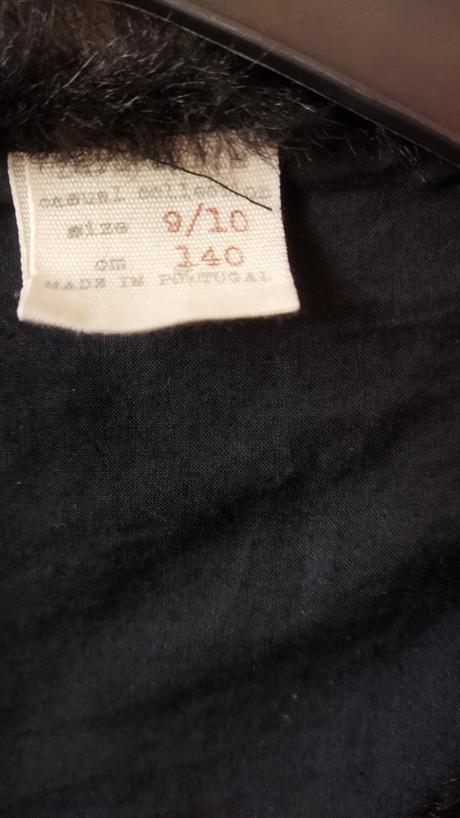 casual collection
size 9/10
cm 140
MADE IN PORTUGAL